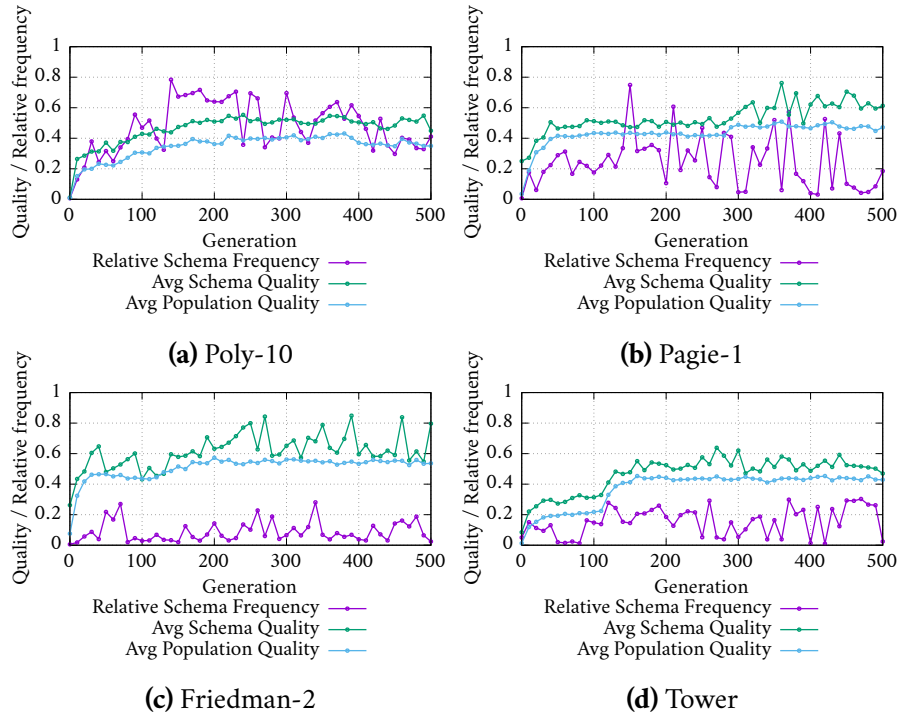 Quality / Relative frequency
1
0.8
0.6
0.4
0.2
0
0 100 200 300 400 500
Generation
Relative Schema Frequency
Avg Schema Quality
Avg Population Quality
(a) Poly-10
Quality / Relative frequency
1
0.8
0.6
0.4
0.2
0
0 100 200 300 400 500
Generation
Relative Schema Frequency
Avg Schema Quality
Avg Population Quality
(b) Pagie-1
Quality / Relative frequency
1
0.8
0.6
0.4
0.2
0
0 100 200 300 400 500
Generation
Relative Schema Frequency
Avg Schema Quality
Avg Population Quality
(c) Friedman-2
Quality / Relative frequency
1
0.8
0.6
0.4
0.2
0
0 100 200 300 400 500
Generation
Relative Schema Frequency
Avg Schema Quality
Avg Population Quality
(d) Tower